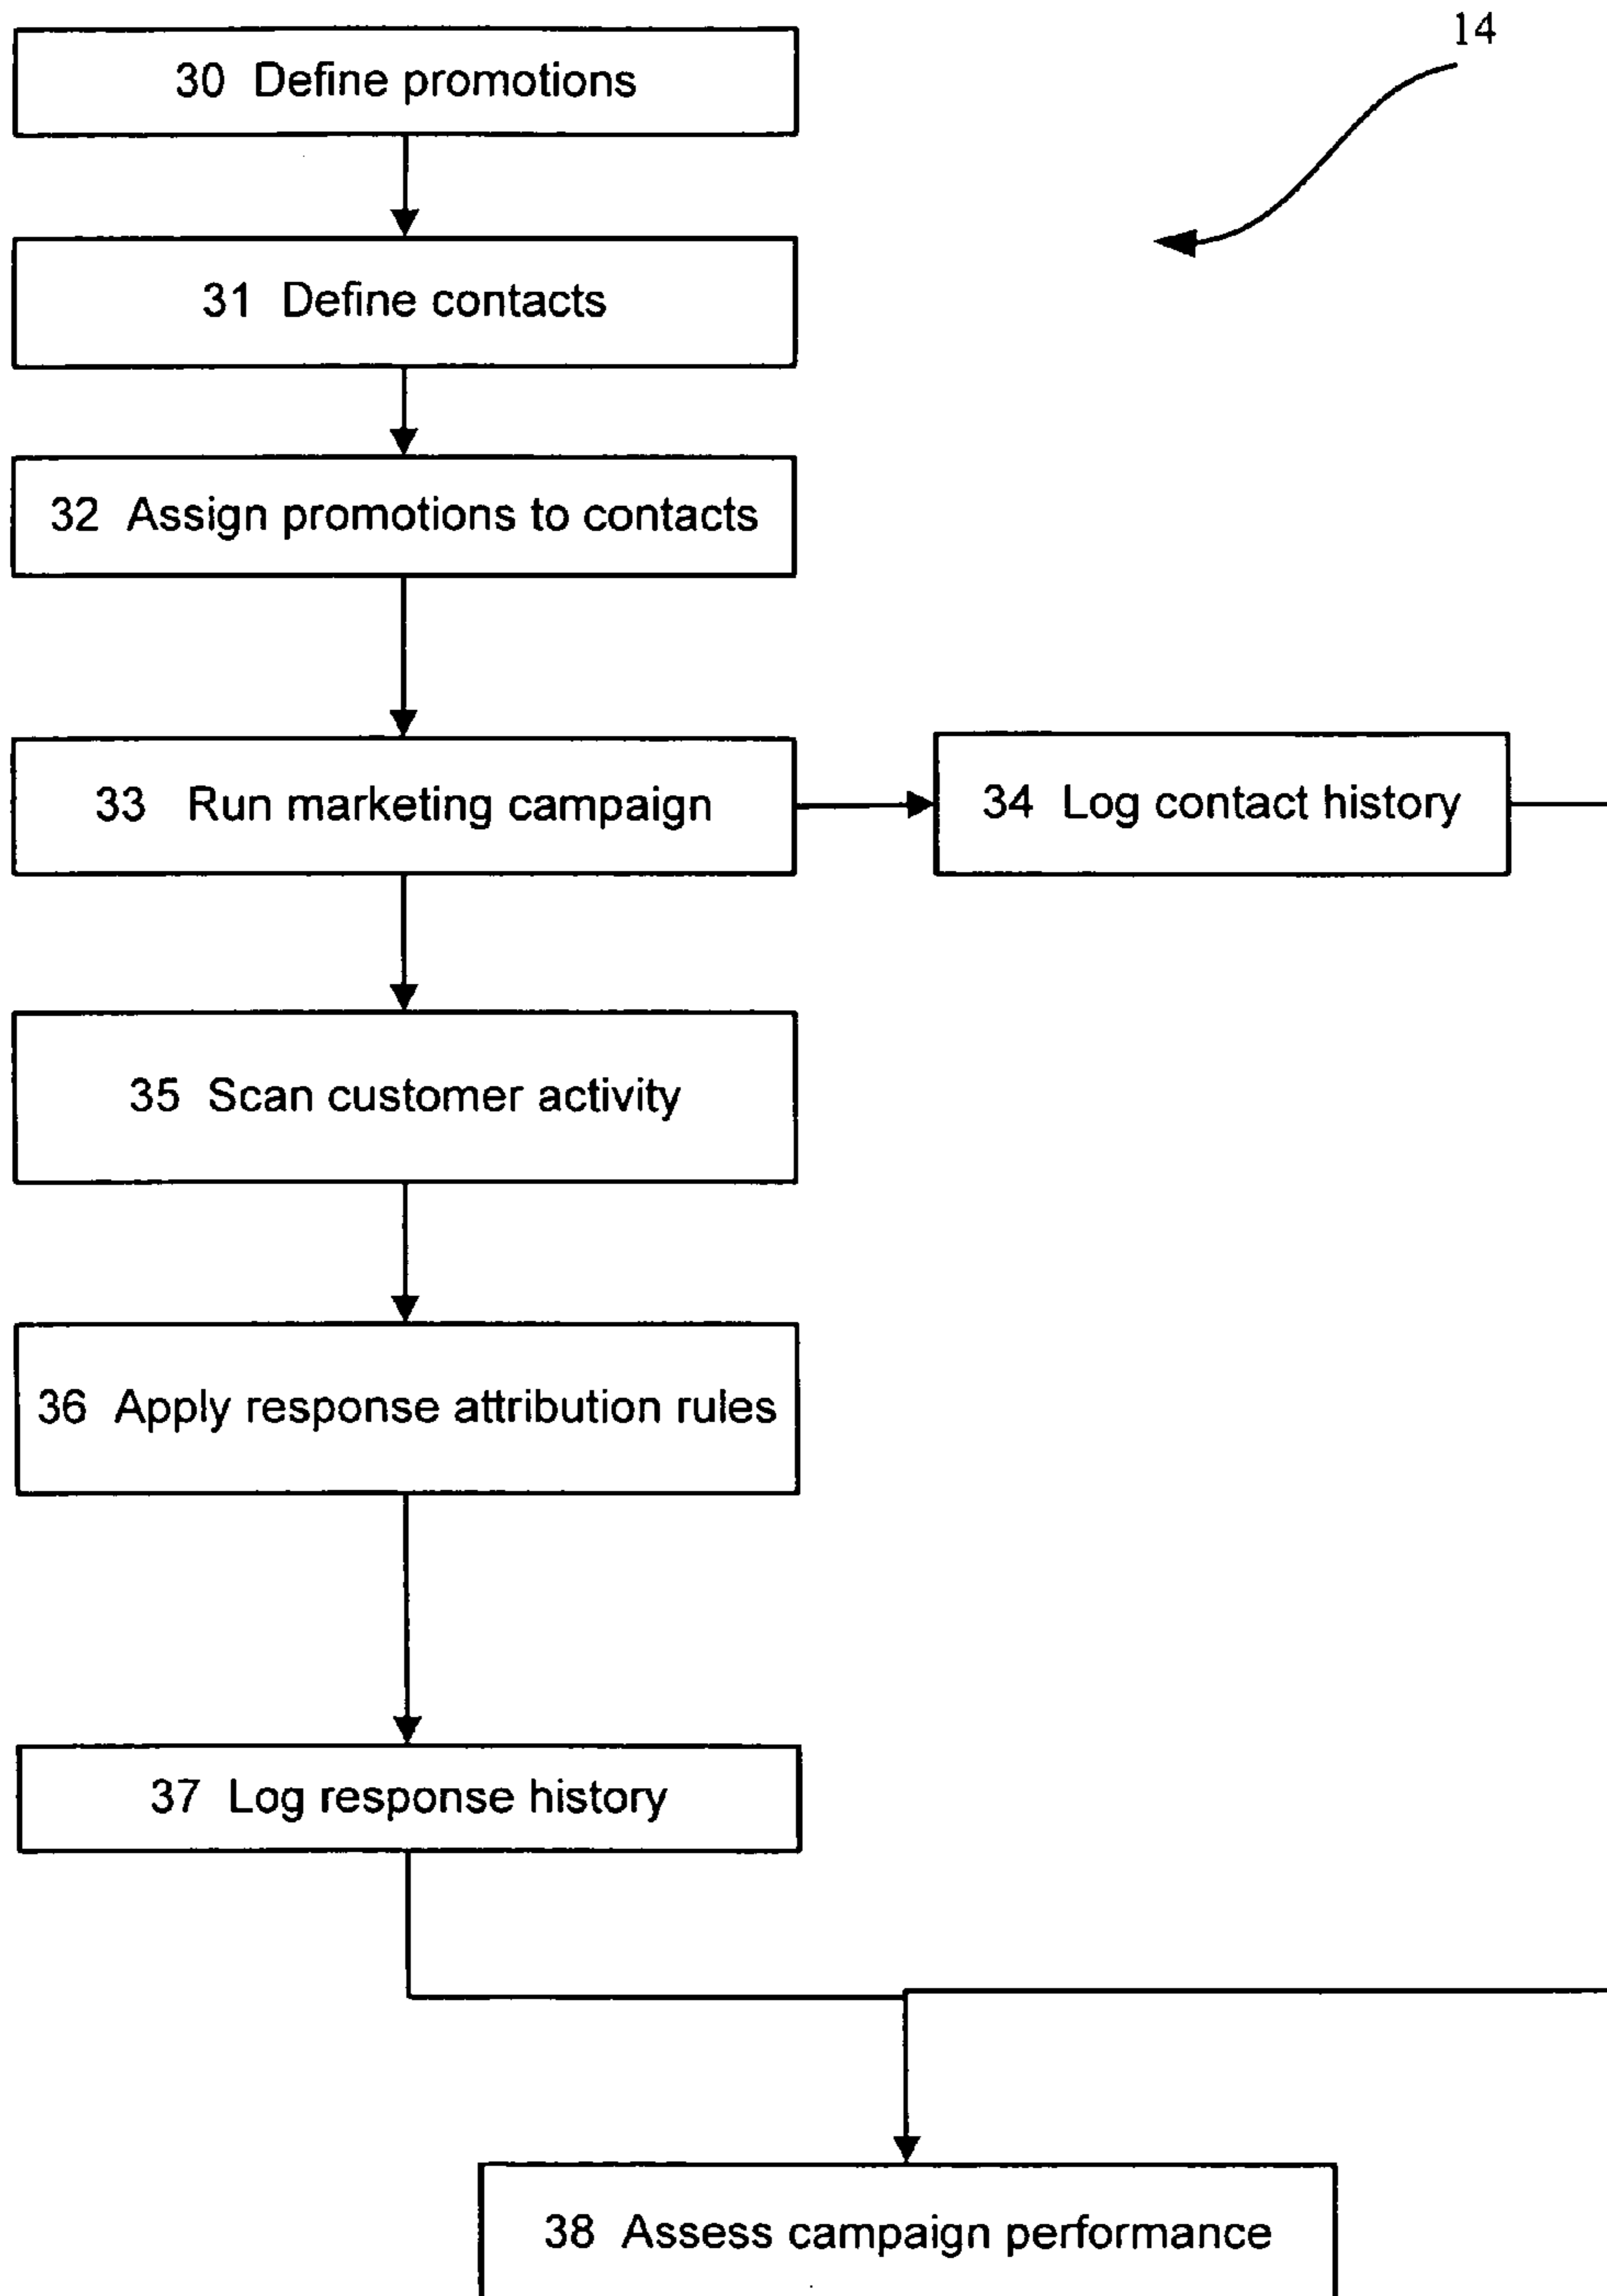 14
30 Define promotions
31 Define contacts
32 Assign promotions to contacts
33 Run marketing campaign
34 Log contact history
35 Scan customer activity
36 Apply response attribution rules
37 Log response history
38 Assess campaign performance